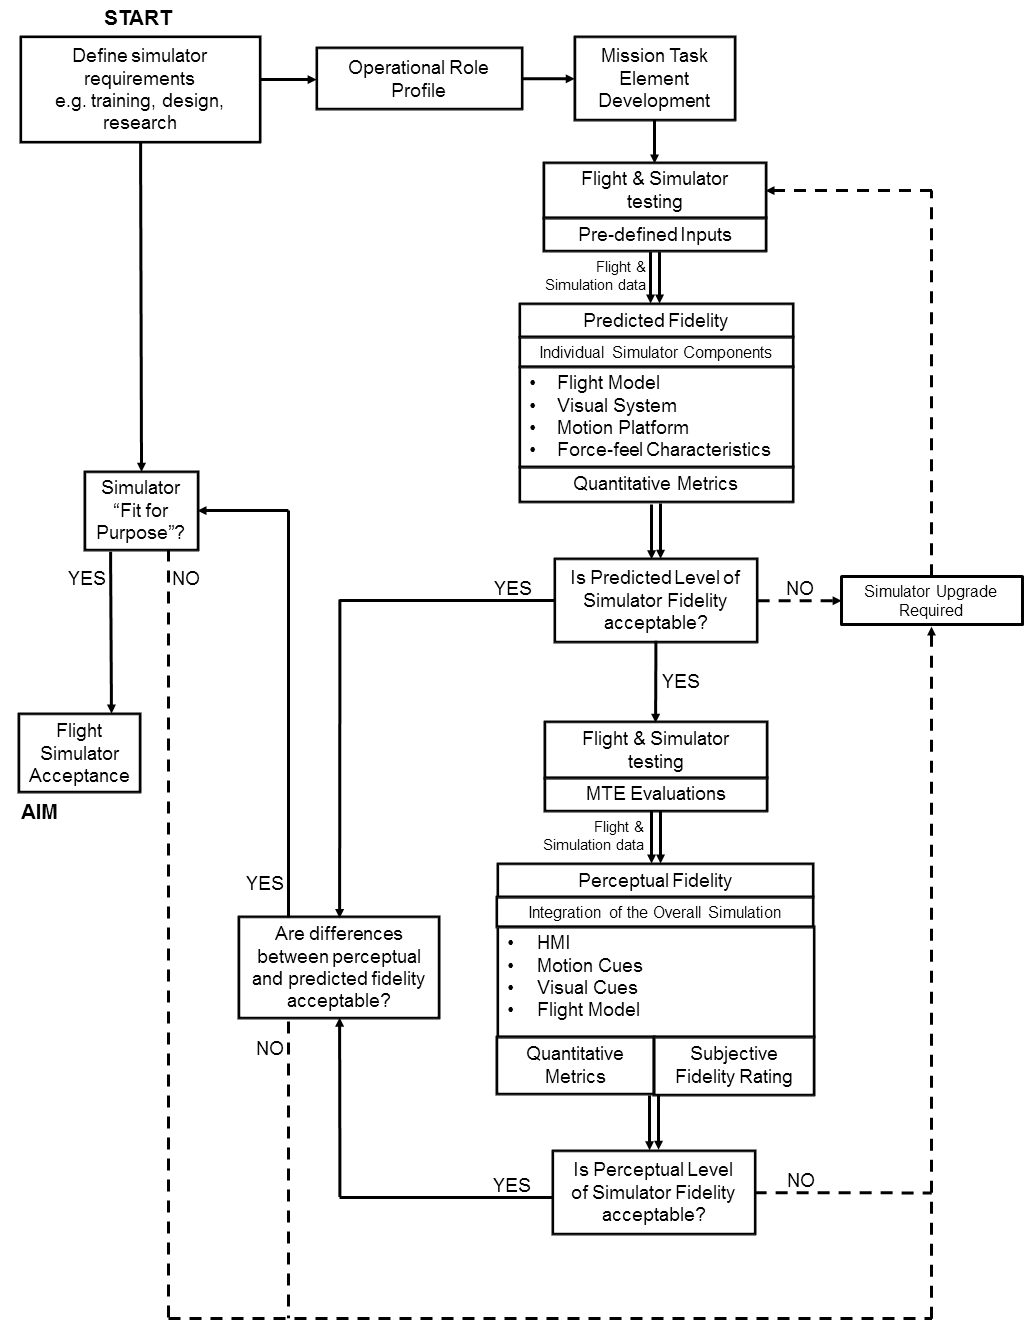 START
Define simulator
requirements
e.g. training, design,
research
Operational Role
Profile
Mission Task
Element
Development
Flight & Simulator
testing
Pre-defined Inputs
Flight &
Simulation data
Predicted Fidelity
Individual Simulator Components
• Flight Model
• Visual System
• Motion Platform
• Force-feel Characteristics
Quantitative Metrics
Simulator
“Fit for
Purpose”?
YES
NO
Is Predicted Level of
Simulator Fidelity
acceptable?
YES
NO
YES
Simulator Upgrade
Required
Flight
Simulator
Acceptance
AIM
Flight & Simulator
testing
MTE Evaluations
Flight &
Simulation data
Perceptual Fidelity
Integration of the Overall Simulation
• HMI
• Motion Cues
• Visual Cues
• Flight Model
Quantitative
Metrics
Subjective
Fidelity Rating
YES
Are differences
between perceptual
and predicted fidelity
acceptable?
NO
Is Perceptual Level
of Simulator Fidelity
acceptable?
YES
NO